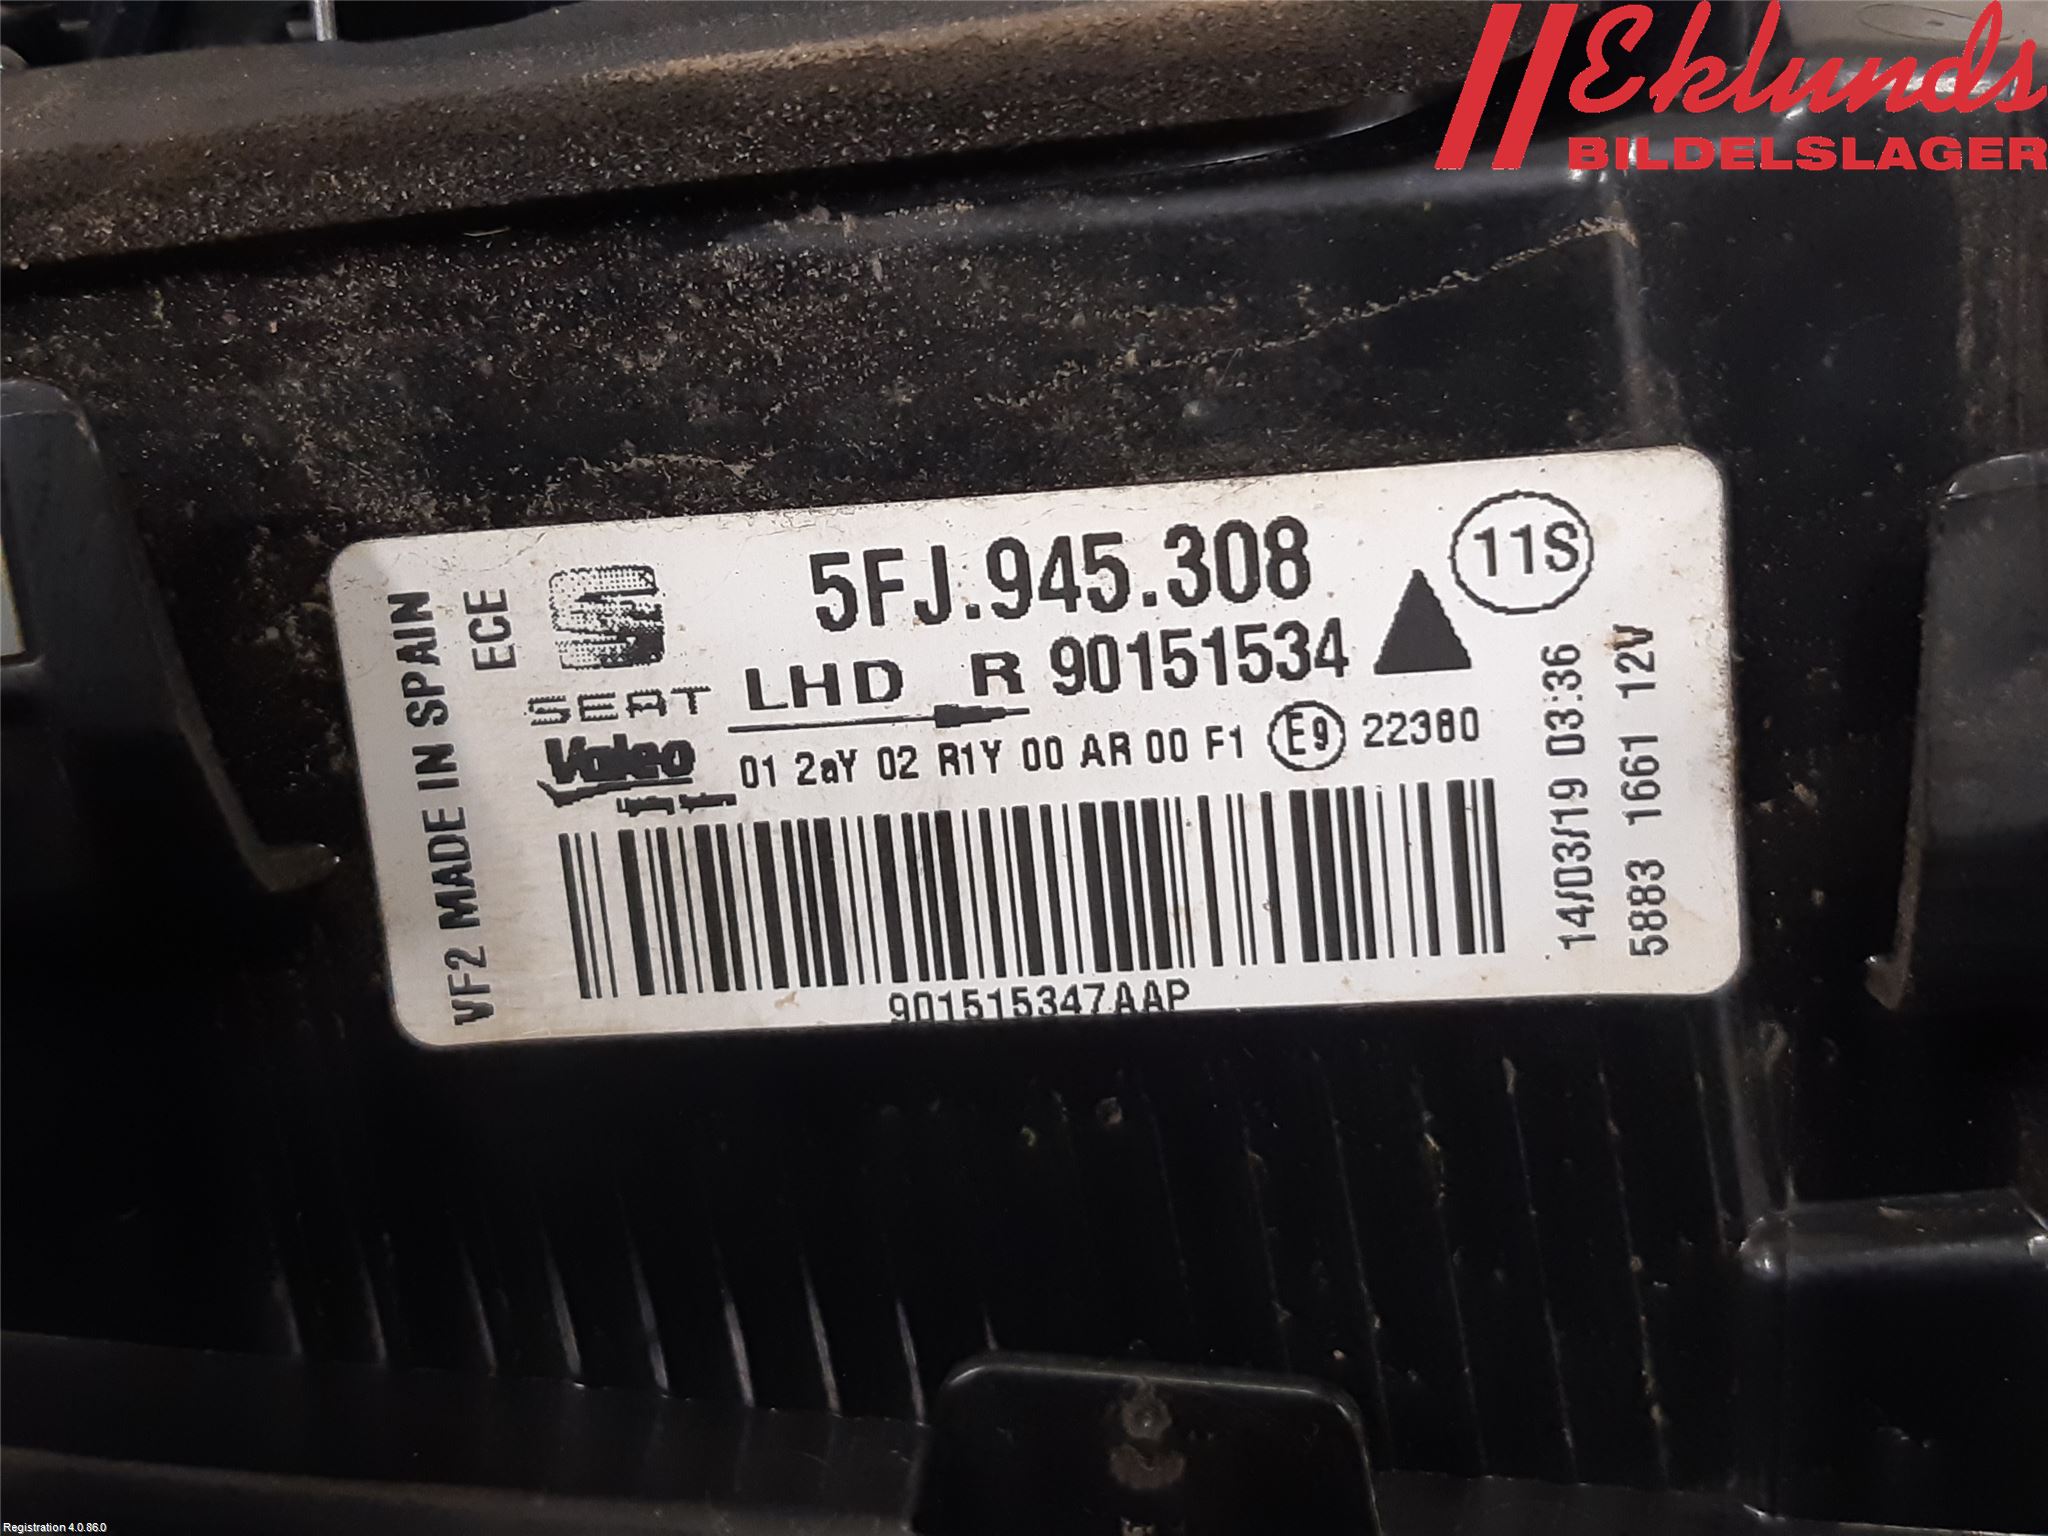 Eklunds
BILDELSLAGER
VF2 MADE IN SPAIN
ECE
SEAT
Valeo
5FJ.945.308
11S
LHD R 90151534
01 2aY 02 R1Y 00 AR 00 F1 E9 22380
901515347AAP
14/03/19 03:36
5883 1661 12V
Registration 4.0.86.0